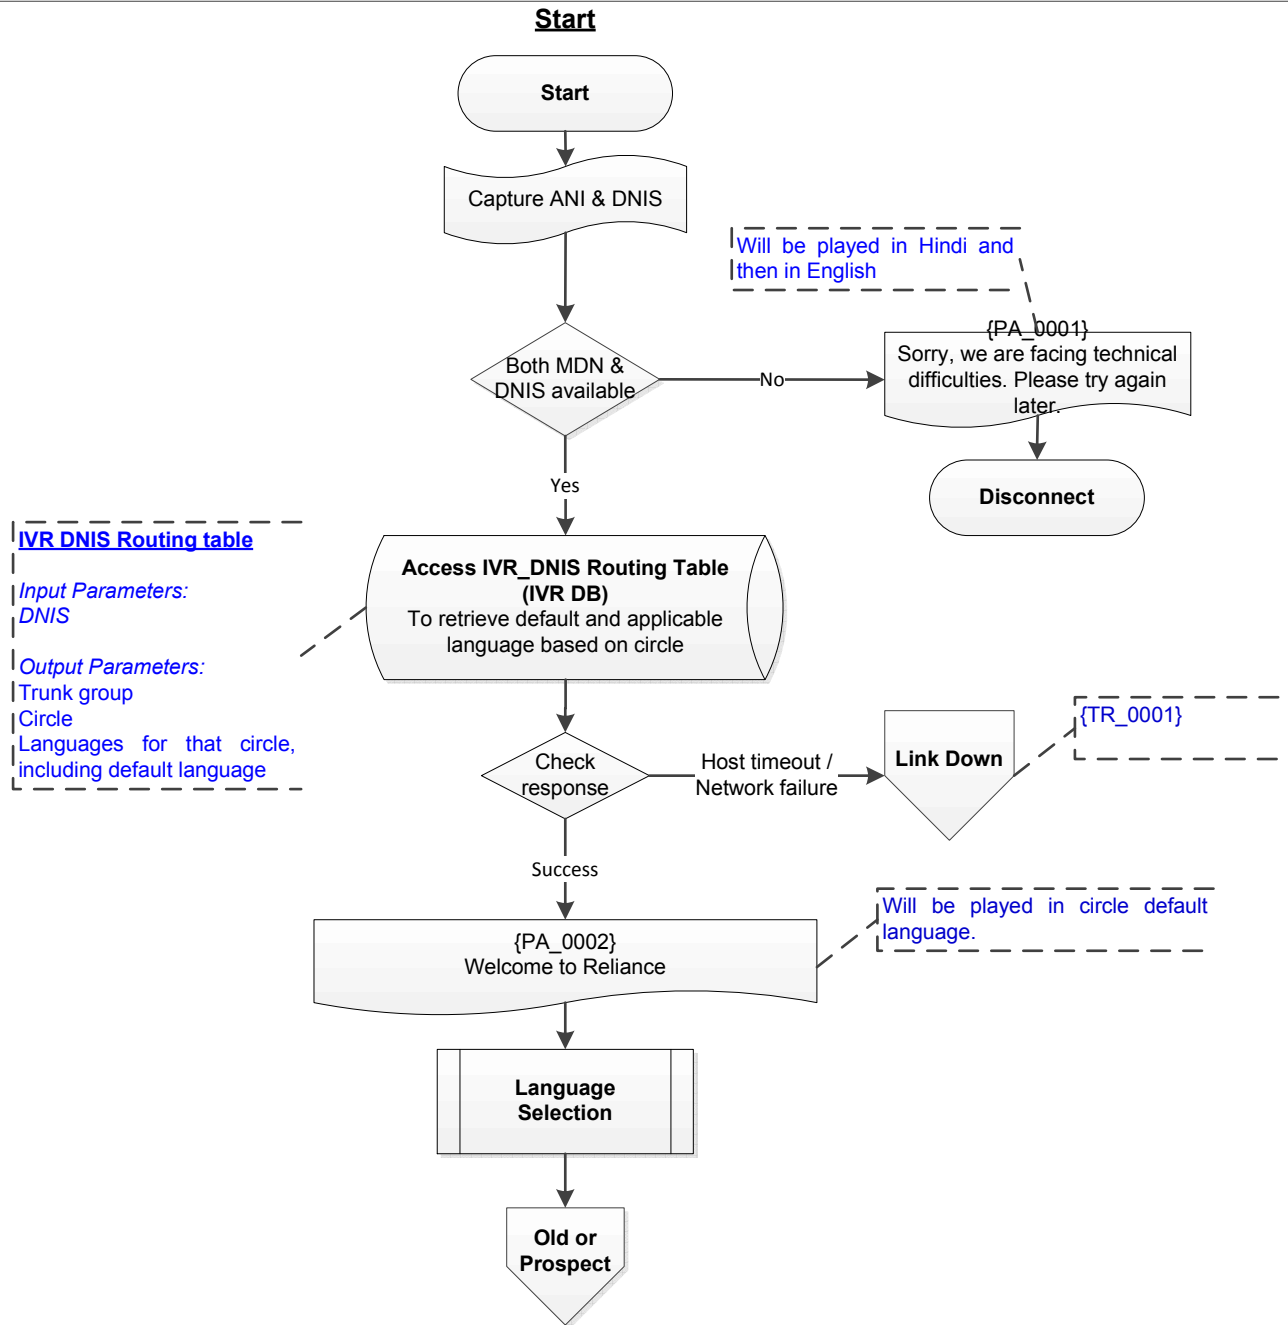 Start
Start
Capture ANI & DNIS
Will be played in Hindi and
then in English
{PA_0001}
Sorry, we are facing technical
difficulties. Please try again
later.
Both MDN &
DNIS available
No
Disconnect
Yes
IVR DNIS Routing table
Input Parameters:
DNIS
Output Parameters:
Trunk group
Circle
Languages for that circle,
including default language
Access IVR_DNIS Routing Table
(IVR DB)
To retrieve default and applicable
language based on circle
Check
response
Host timeout /
Network failure
Link Down
{TR_0001}
Success
{PA_0002}
Welcome to Reliance
Will be played in circle default
language.
Language
Selection
Old or
Prospect